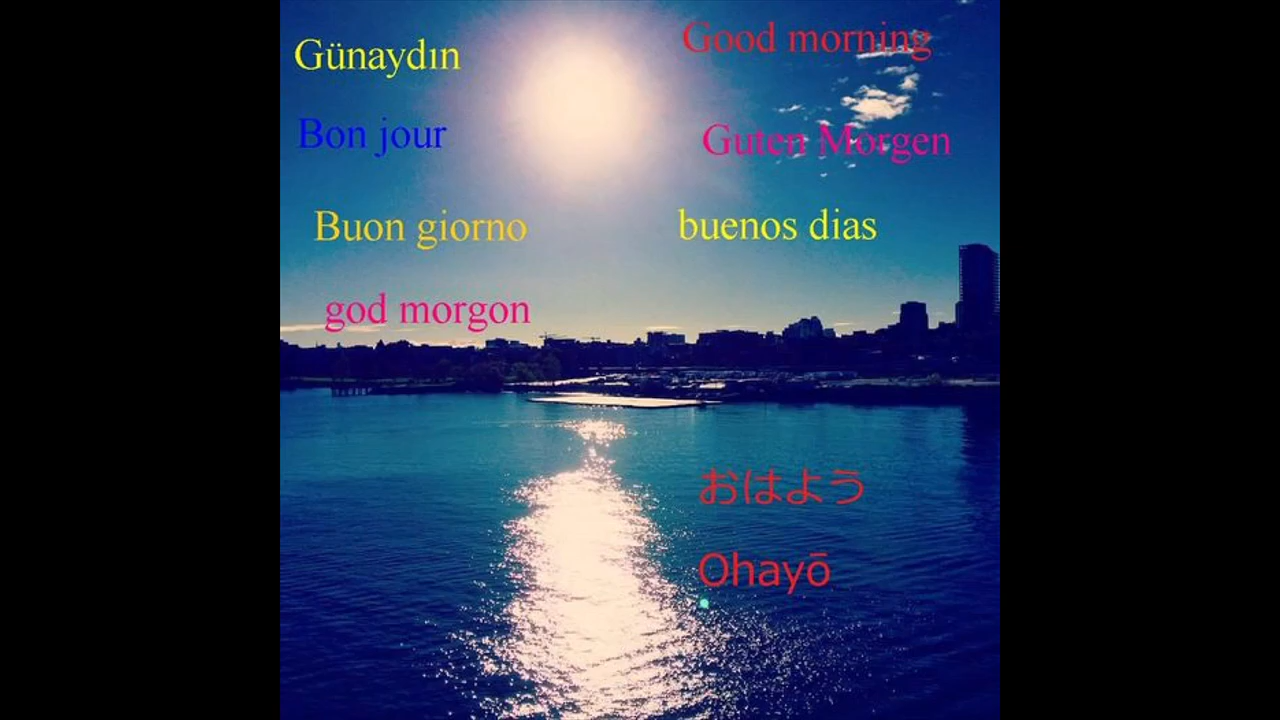 Günaydın
Good morning
Bon jour
Guten Morgen
Buon giorno
buenos dias
god morgon
おはよう
Ohayō